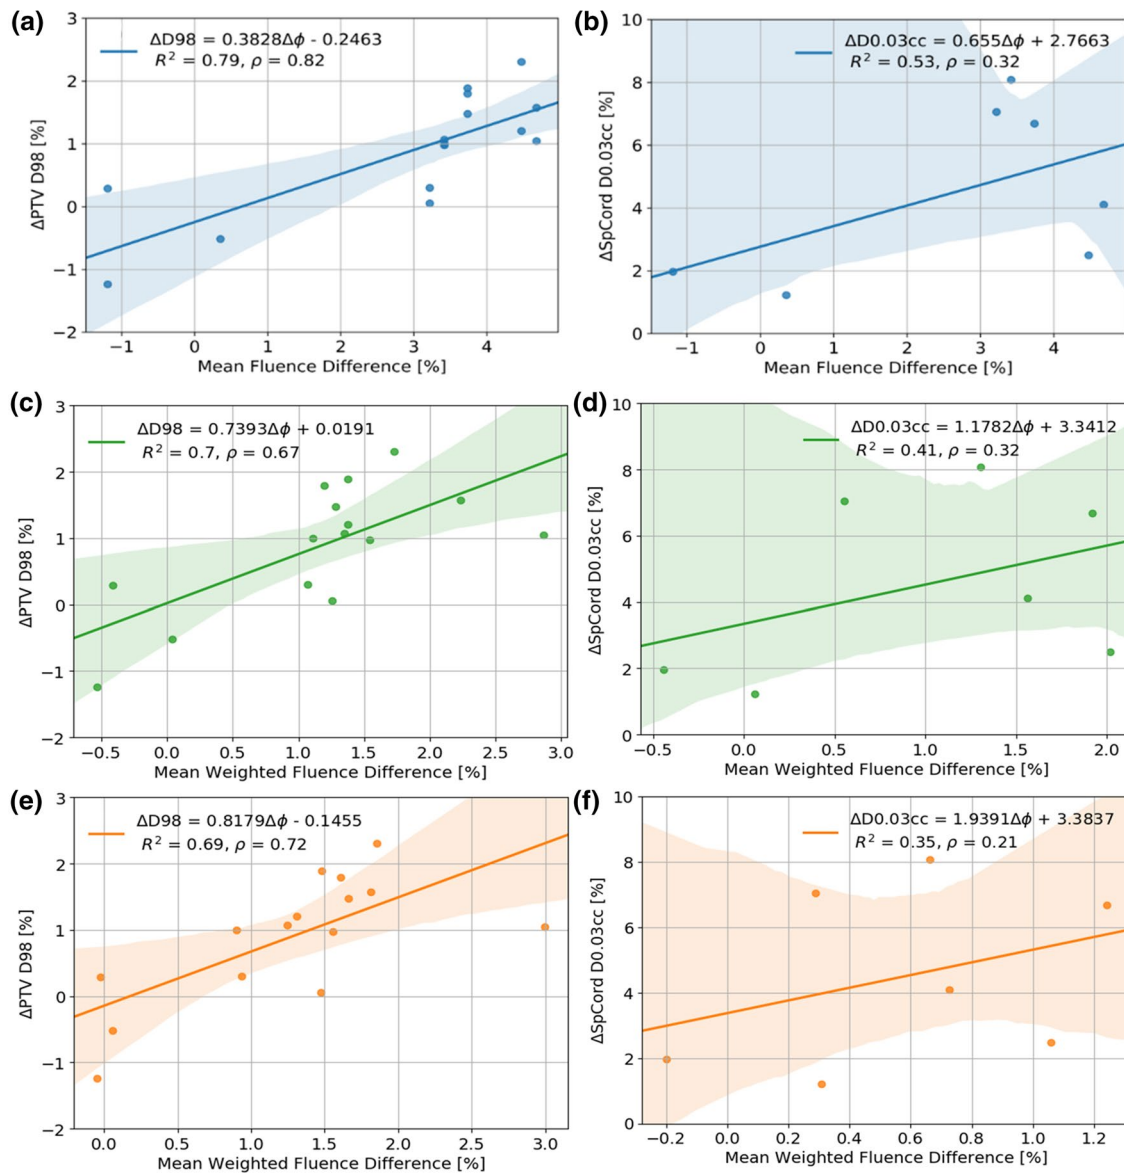 (a)
ΔD98 = 0.3828Δϕ - 0.2463
R² = 0.79, ρ = 0.82
3
2
1
0
−1
−2
ΔPTV D98 [%]
−1 0 1 2 3 4
Mean Fluence Difference [%]
(b)
ΔD0.03cc = 0.655Δϕ + 2.7663
R² = 0.53, ρ = 0.32
10
8
6
4
2
0
ΔSpCord D0.03cc [%]
−1 0 1 2 3 4
Mean Fluence Difference [%]
(c)
ΔD98 = 0.7393Δϕ + 0.0191
R² = 0.7, ρ = 0.67
3
2
1
0
−1
−2
ΔPTV D98 [%]
−0.5 0.0 0.5 1.0 1.5 2.0 2.5 3.0
Mean Weighted Fluence Difference [%]
(d)
ΔD0.03cc = 1.1782Δϕ + 3.3412
R² = 0.41, ρ = 0.32
10
8
6
4
2
0
ΔSpCord D0.03cc [%]
−0.5 0.0 0.5 1.0 1.5 2.0
Mean Weighted Fluence Difference [%]
(e)
ΔD98 = 0.8179Δϕ - 0.1455
R² = 0.69, ρ = 0.72
3
2
1
0
−1
−2
ΔPTV D98 [%]
0.0 0.5 1.0 1.5 2.0 2.5 3.0
Mean Weighted Fluence Difference [%]
(f)
ΔD0.03cc = 1.9391Δϕ + 3.3837
R² = 0.35, ρ = 0.21
10
8
6
4
2
0
ΔSpCord D0.03cc [%]
−0.2 0.0 0.2 0.4 0.6 0.8 1.0 1.2
Mean Weighted Fluence Difference [%]